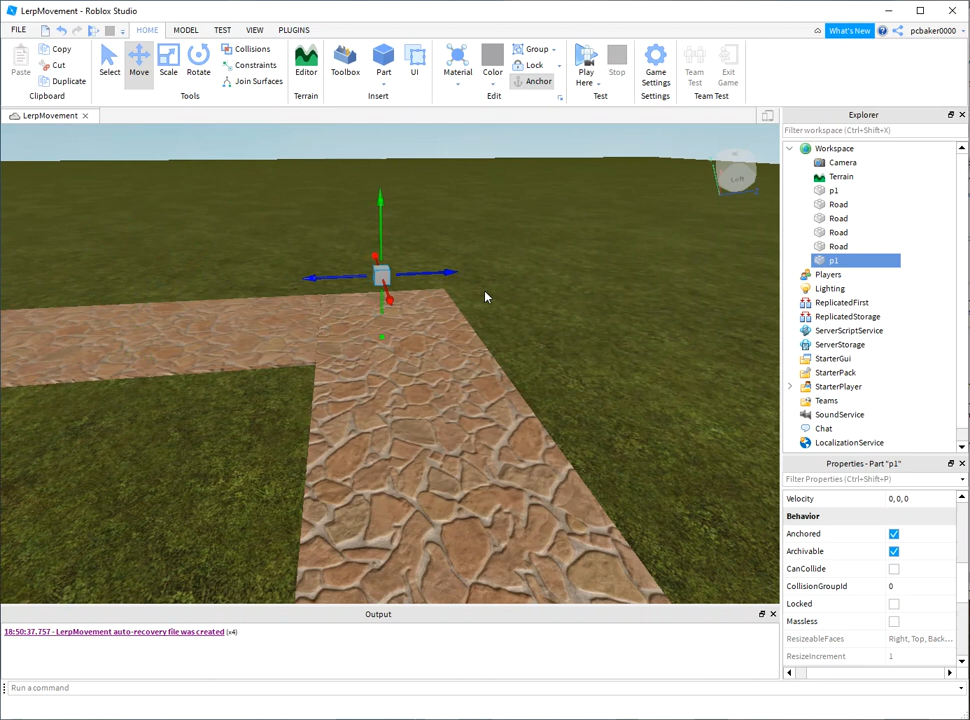 LerpMovement - Roblox Studio
FILE HOME MODEL TEST VIEW PLUGINS What's New pcbaker0000
Paste Copy Cut Duplicate Clipboard
Select Move Scale Rotate Collisions Constraints Join Surfaces Tools
Editor Terrain
Toolbox Part UI Insert
Material Color Group Lock Anchor Edit
Play Here Stop Test
Game Settings Settings
Team Test Exit Game Team Test
LerpMovement
Left
Explorer
Filter workspace (Ctrl+Shift+X)
Workspace
Camera
Terrain
p1
Road
Road
Road
Road
p1
Players
Lighting
ReplicatedFirst
ReplicatedStorage
ServerScriptService
ServerStorage
StarterGui
StarterPack
StarterPlayer
Teams
SoundService
Chat
LocalizationService
Properties - Part "p1"
Filter Properties (Ctrl+Shift+P)
Velocity 0, 0, 0
Behavior
Anchored
Archivable
CanCollide
CollisionGroupId 0
Locked
Massless
ResizeableFaces Right, Top, Back...
ResizeIncrement 1
Output
18:50:37.757 - LerpMovement auto-recovery file was created (x4)
Run a command